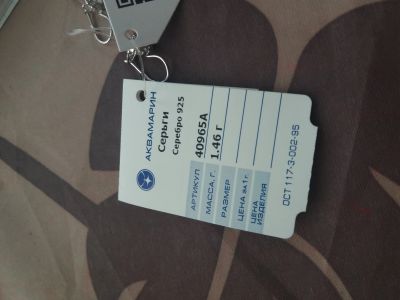 АКВАМАРИН
Серьги
Серебро 925
АРТИКУЛ 40965А
МАССА, Г. 1.46 г
РАЗМЕР
ЦЕНА за 1 г.
ЦЕНА ИЗДЕЛИЯ
ОСТ 117-3-002-95